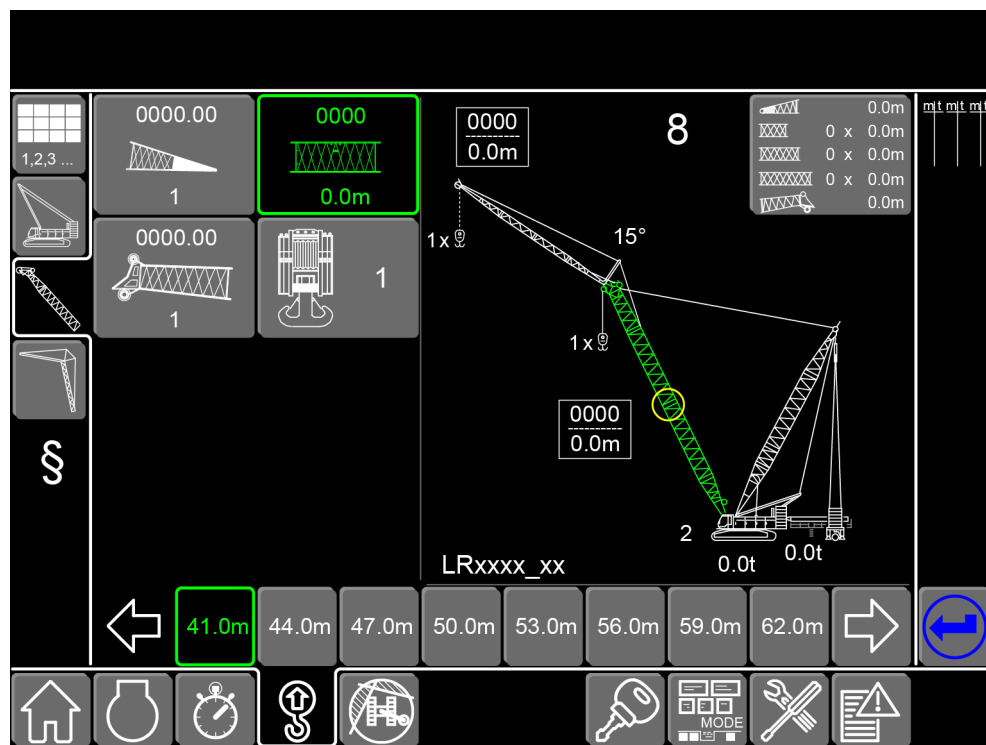 1,2,3 ...
0000.00
1
0000
0.0m
0000.00
1
1
§
0000
0.0m
8
0.0m
0 x 0.0m
0 x 0.0m
0 x 0.0m
0.0m
m|t m|t m|t
15°
1 x
1 x
0000
0.0m
2
0.0t
0.0t
LRxxxx_xx
41.0m 44.0m 47.0m 50.0m 53.0m 56.0m 59.0m 62.0m
MODE